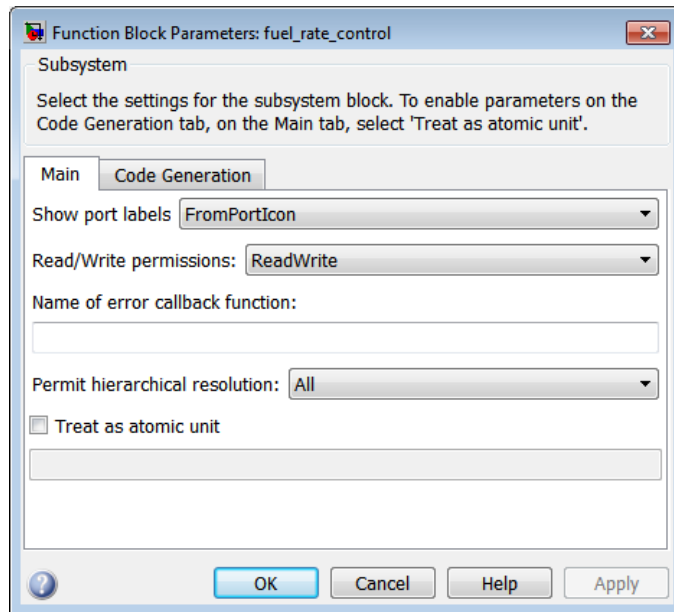 Function Block Parameters: fuel_rate_control
Subsystem
Select the settings for the subsystem block. To enable parameters on the
Code Generation tab, on the Main tab, select 'Treat as atomic unit'.
Main Code Generation
Show port labels FromPortIcon
Read/Write permissions: ReadWrite
Name of error callback function:
Permit hierarchical resolution: All
Treat as atomic unit
? OK Cancel Help Apply